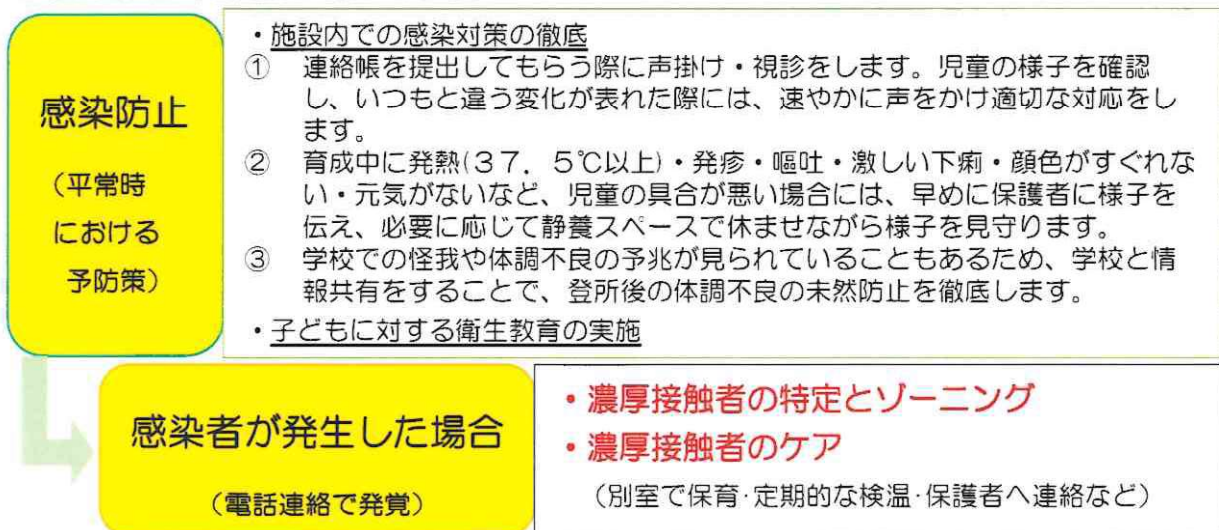 感染防止
（平常時
における
予防策）
・施設内での感染対策の徹底
① 連絡帳を提出してもらう際に声掛け・視診をします。児童の様子を確認
し、いつもと違う変化が表れた際には、速やかに声をかけ適切な対応をし
ます。
② 育成中に発熱(３７．５℃以上)・発疹・嘔吐・激しい下痢・顔色がすぐれな
い・元気がないなど、児童の具合が悪い場合には、早めに保護者に様子を
伝え、必要に応じて静養スペースで休ませながら様子を見守ります。
③ 学校での怪我や体調不良の予兆が見られていることもあるため、学校と情
報共有をすることで、登所後の体調不良の未然防止を徹底します。
・子どもに対する衛生教育の実施
感染者が発生した場合
（電話連絡で発覚）
・濃厚接触者の特定とゾーニング
・濃厚接触者のケア
（別室で保育･定期的な検温･保護者へ連絡など）